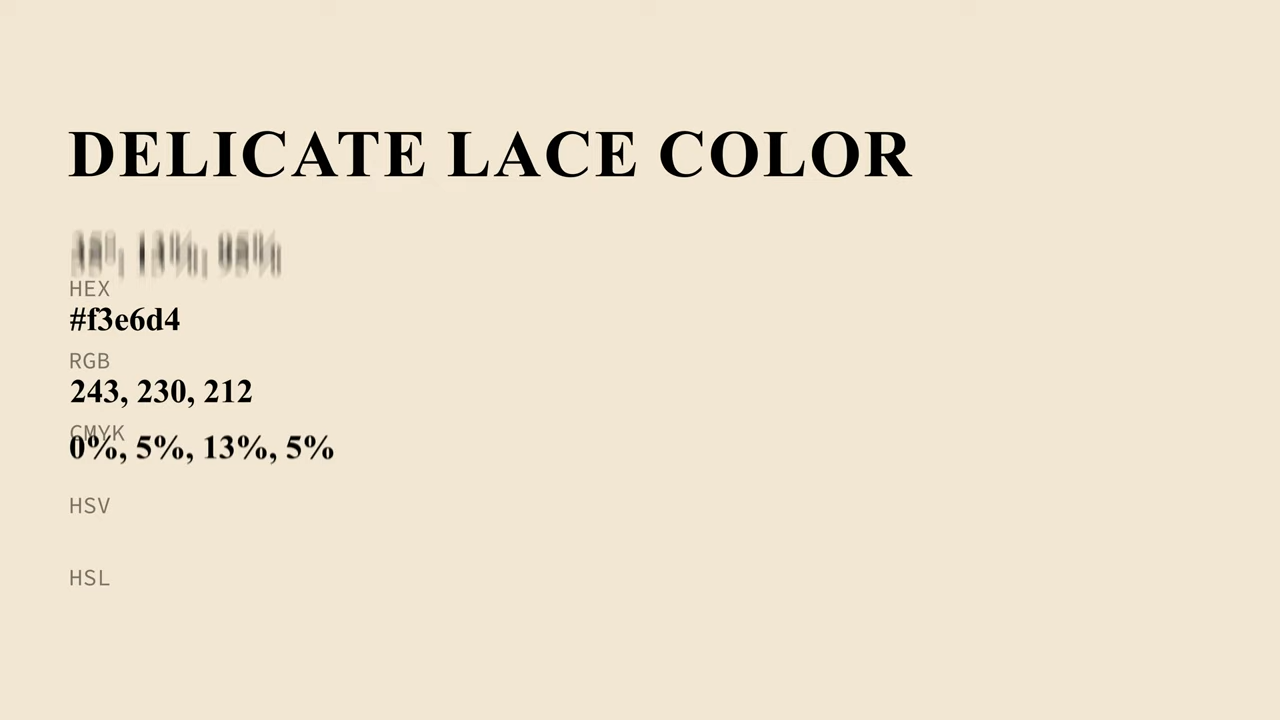 DELICATE LACE COLOR
HEX
#f3e6d4
RGB
243, 230, 212
CMYK
0%, 5%, 13%, 5%
HSV
HSL